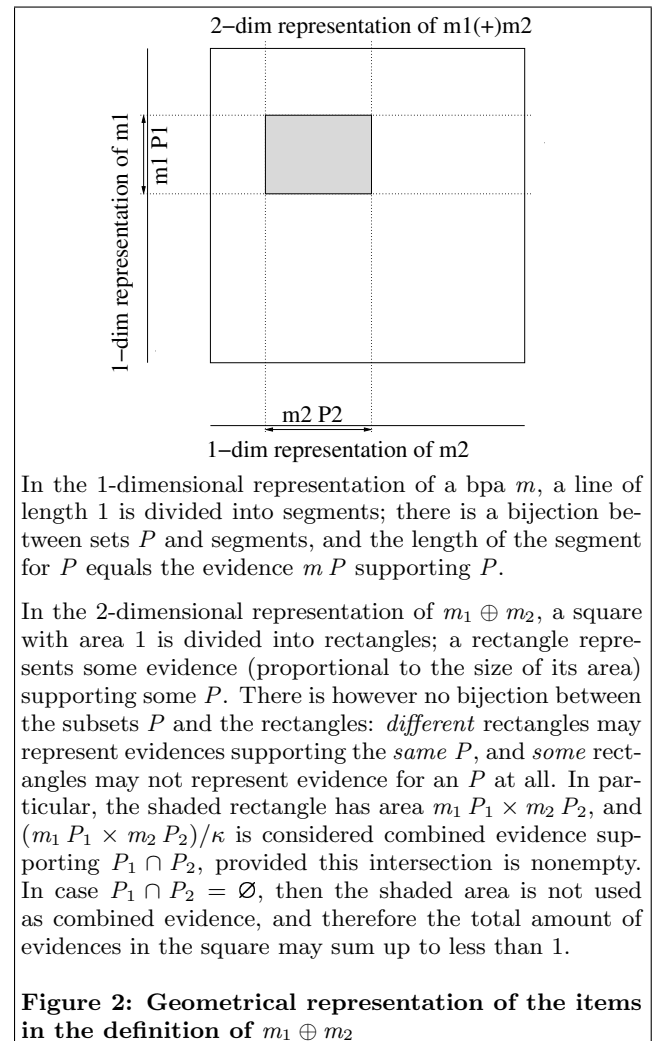 2−dim representation of m1(+)m2
1−dim representation of m1
m1 P1
m2 P2
1−dim representation of m2
In the 1-dimensional representation of a bpa m, a line of
length 1 is divided into segments; there is a bijection be-
tween sets P and segments, and the length of the segment
for P equals the evidence m P supporting P.
In the 2-dimensional representation of m₁ ⊕ m₂, a square
with area 1 is divided into rectangles; a rectangle repre-
sents some evidence (proportional to the size of its area)
supporting some P. There is however no bijection between
the subsets P and the rectangles: different rectangles may
represent evidences supporting the same P, and some rect-
angles may not represent evidence for an P at all. In par-
ticular, the shaded rectangle has area m₁ P₁ × m₂ P₂, and
(m₁ P₁ × m₂ P₂)/κ is considered combined evidence sup-
porting P₁ ∩ P₂, provided this intersection is nonempty.
In case P₁ ∩ P₂ = ∅, then the shaded area is not used
as combined evidence, and therefore the total amount of
evidences in the square may sum up to less than 1.
Figure 2: Geometrical representation of the items
in the definition of m₁ ⊕ m₂